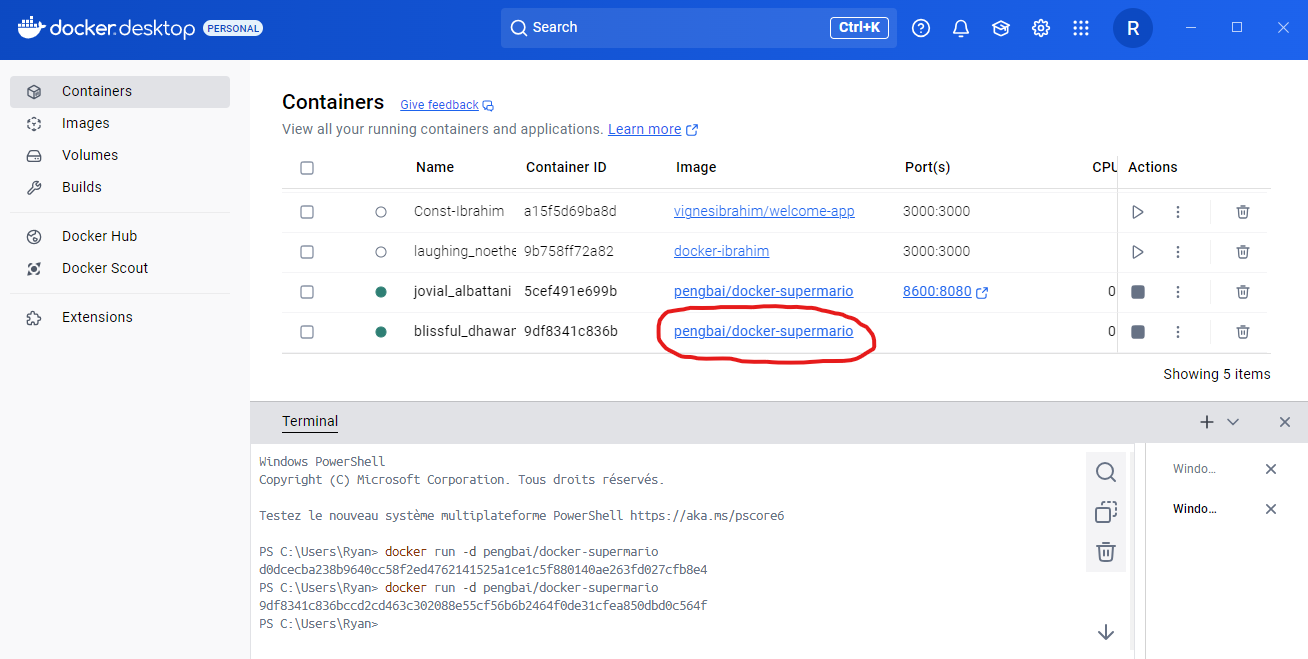 docker.desktop PERSONAL Search Ctrl+K R
Containers
Images
Volumes
Builds
Docker Hub
Docker Scout
Extensions
Containers Give feedback
View all your running containers and applications. Learn more
Name Container ID Image Port(s) CPU Actions
Const-Ibrahim a15f5d69ba8d vignesibrahim/welcome-app 3000:3000
laughing_noethe 9b758ff72a82 docker-ibrahim 3000:3000
jovial_albattani 5cef491e699b pengbai/docker-supermario 8600:8080 0
blissful_dhawar 9df8341c836b pengbai/docker-supermario 0
Showing 5 items
Terminal
Windows PowerShell
Copyright (C) Microsoft Corporation. Tous droits réservés.
Testez le nouveau système multiplateforme PowerShell https://aka.ms/pscore6
PS C:\Users\Ryan> docker run -d pengbai/docker-supermario
d0dcecba238b9640cc58f2ed4762141525a1ce1c5f880140ae263fd027cfb8e4
PS C:\Users\Ryan> docker run -d pengbai/docker-supermario
9df8341c836bccd2cd463c302088e55cf56b6b2464f0de31cfea850dbd0c564f
PS C:\Users\Ryan>
Windo...
Windo...